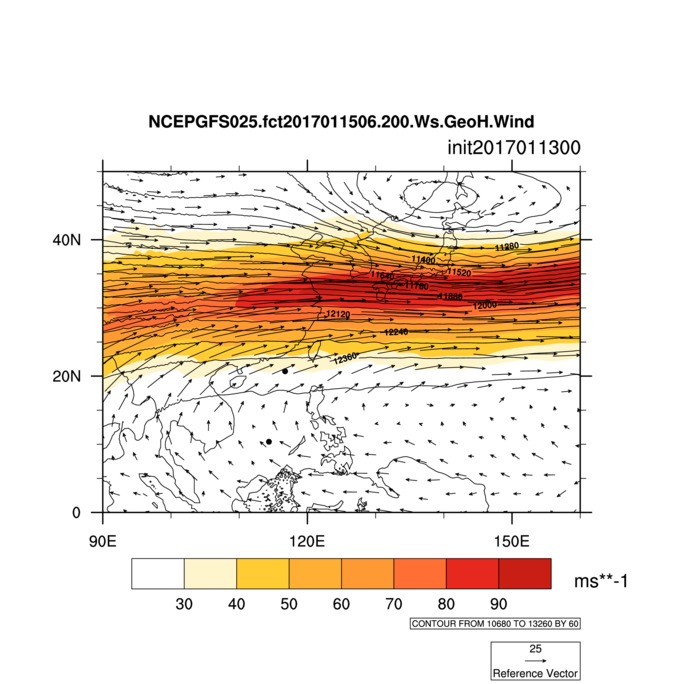 NCEPGFS025.fct2017011506.200.Ws.GeoH.Wind
init2017011300
40N
20N
0
90E 120E 150E
11280
11400
11520
11640
11760
11880
12000
12120
12240
12360
30 40 50 60 70 80 90
ms**-1
CONTOUR FROM 10680 TO 13260 BY 60
25
Reference Vector